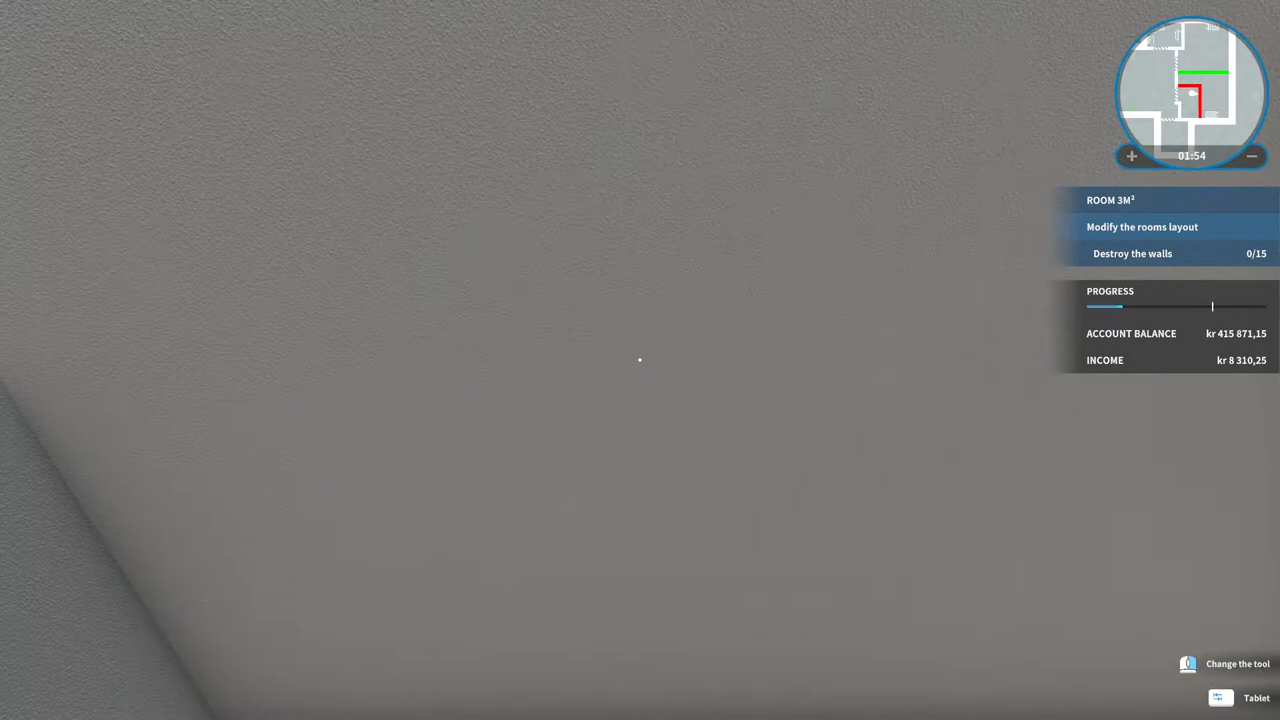 01:54
ROOM 3M²
Modify the rooms layout
Destroy the walls 0/15
PROGRESS
ACCOUNT BALANCE kr 415 871,15
INCOME kr 8 310,25
Change the tool
Tablet